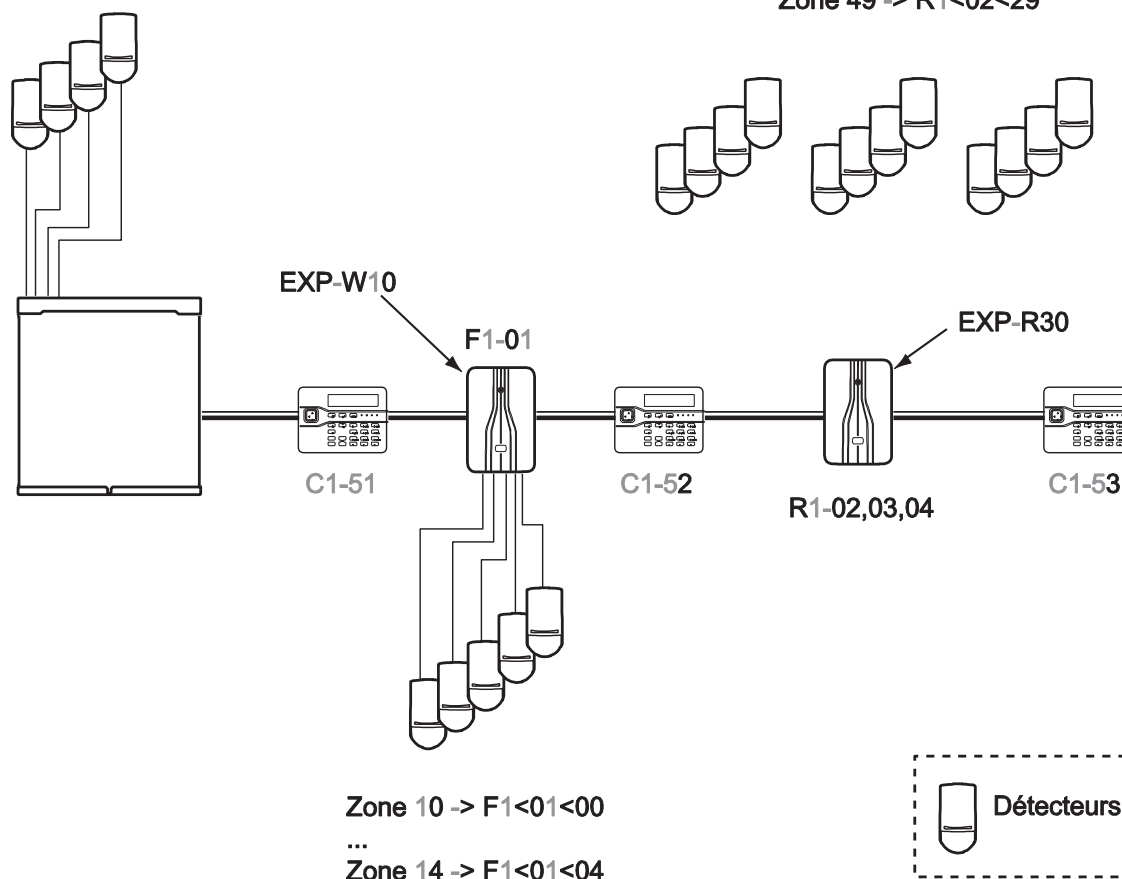 Zone 49 -> R1<02<29
EXP-W10
F1-01
EXP-R30
C1-51
C1-52
R1-02,03,04
C1-53
Zone 10 -> F1<01<00
...
Zone 14 -> F1<01<04
Détecteurs